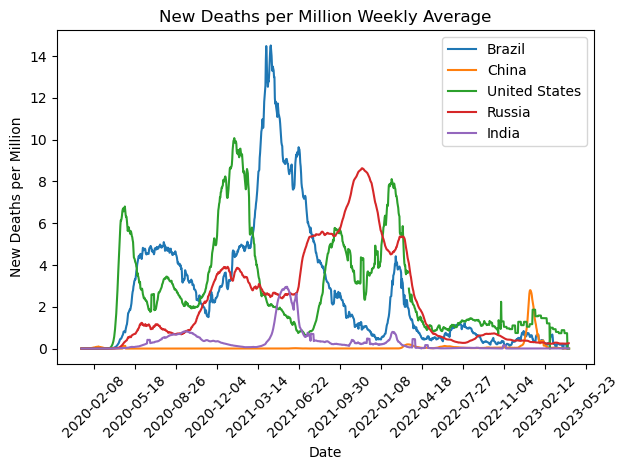 New Deaths per Million Weekly Average
Brazil
China
United States
Russia
India
New Deaths per Million
14
12
10
8
6
4
2
0
2020-02-08
2020-05-18
2020-08-26
2020-12-04
2021-03-14
2021-06-22
2021-09-30
2022-01-08
2022-04-18
2022-07-27
2022-11-04
2023-02-12
2023-05-23
Date